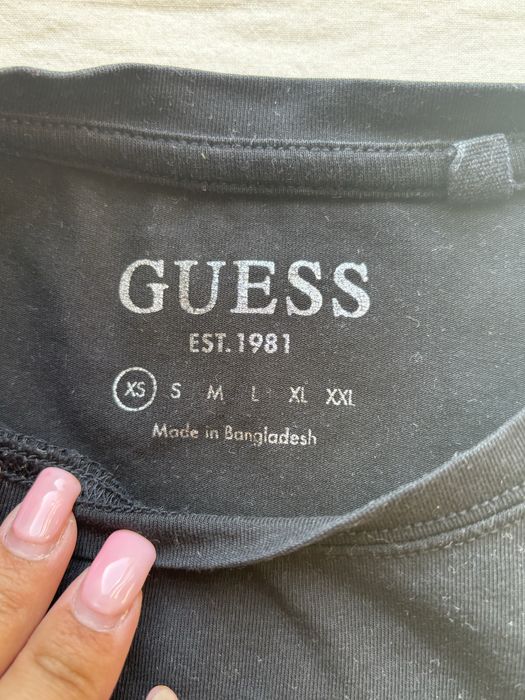 GUESS
EST. 1981
XS S M L XL XXL
Made in Bangladesh